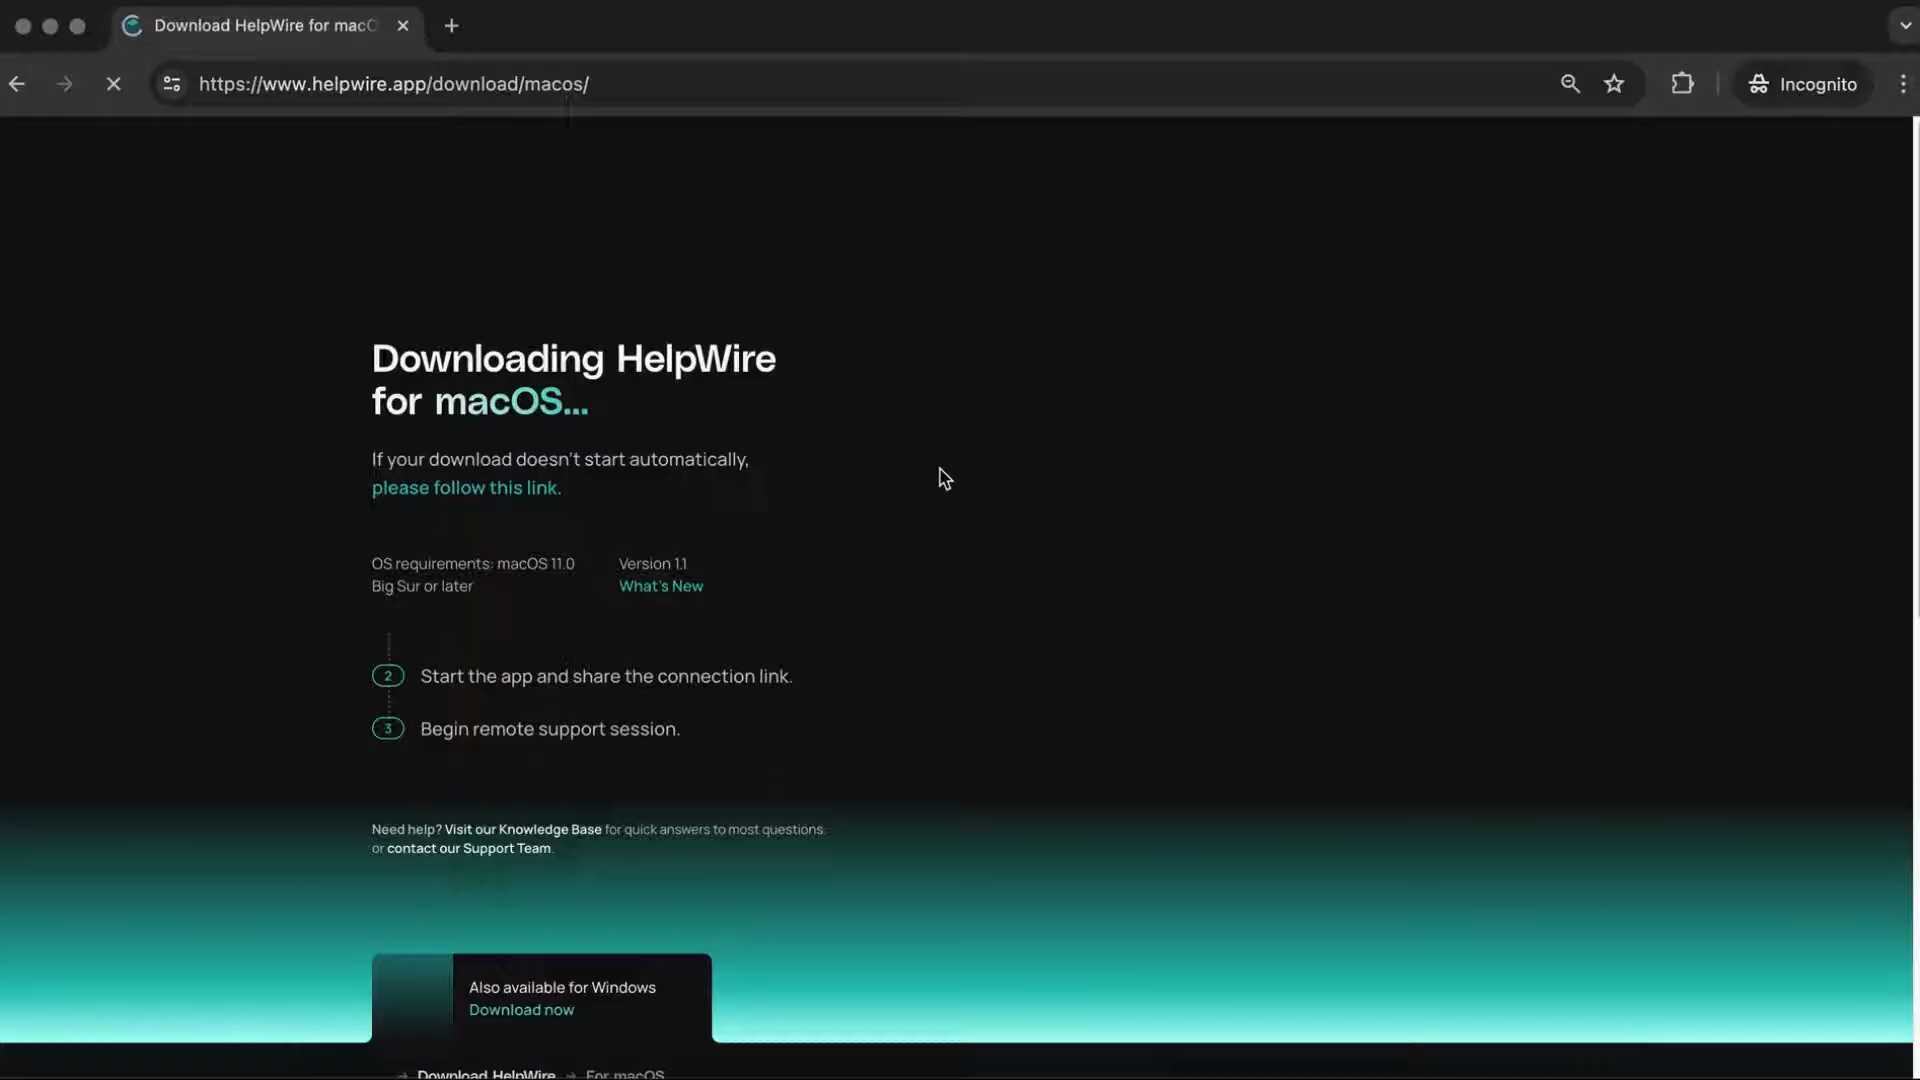 Download HelpWire for macO
https://www.helpwire.app/download/macos/
Incognito
Downloading HelpWire
for macOS...
If your download doesn't start automatically,
please follow this link.
OS requirements: macOS 11.0
Big Sur or later
Version 1.1
What's New
2 Start the app and share the connection link.
3 Begin remote support session.
Need help? Visit our Knowledge Base for quick answers to most questions.
or contact our Support Team.
Also available for Windows
Download now
→ Download HelpWire → For macOS